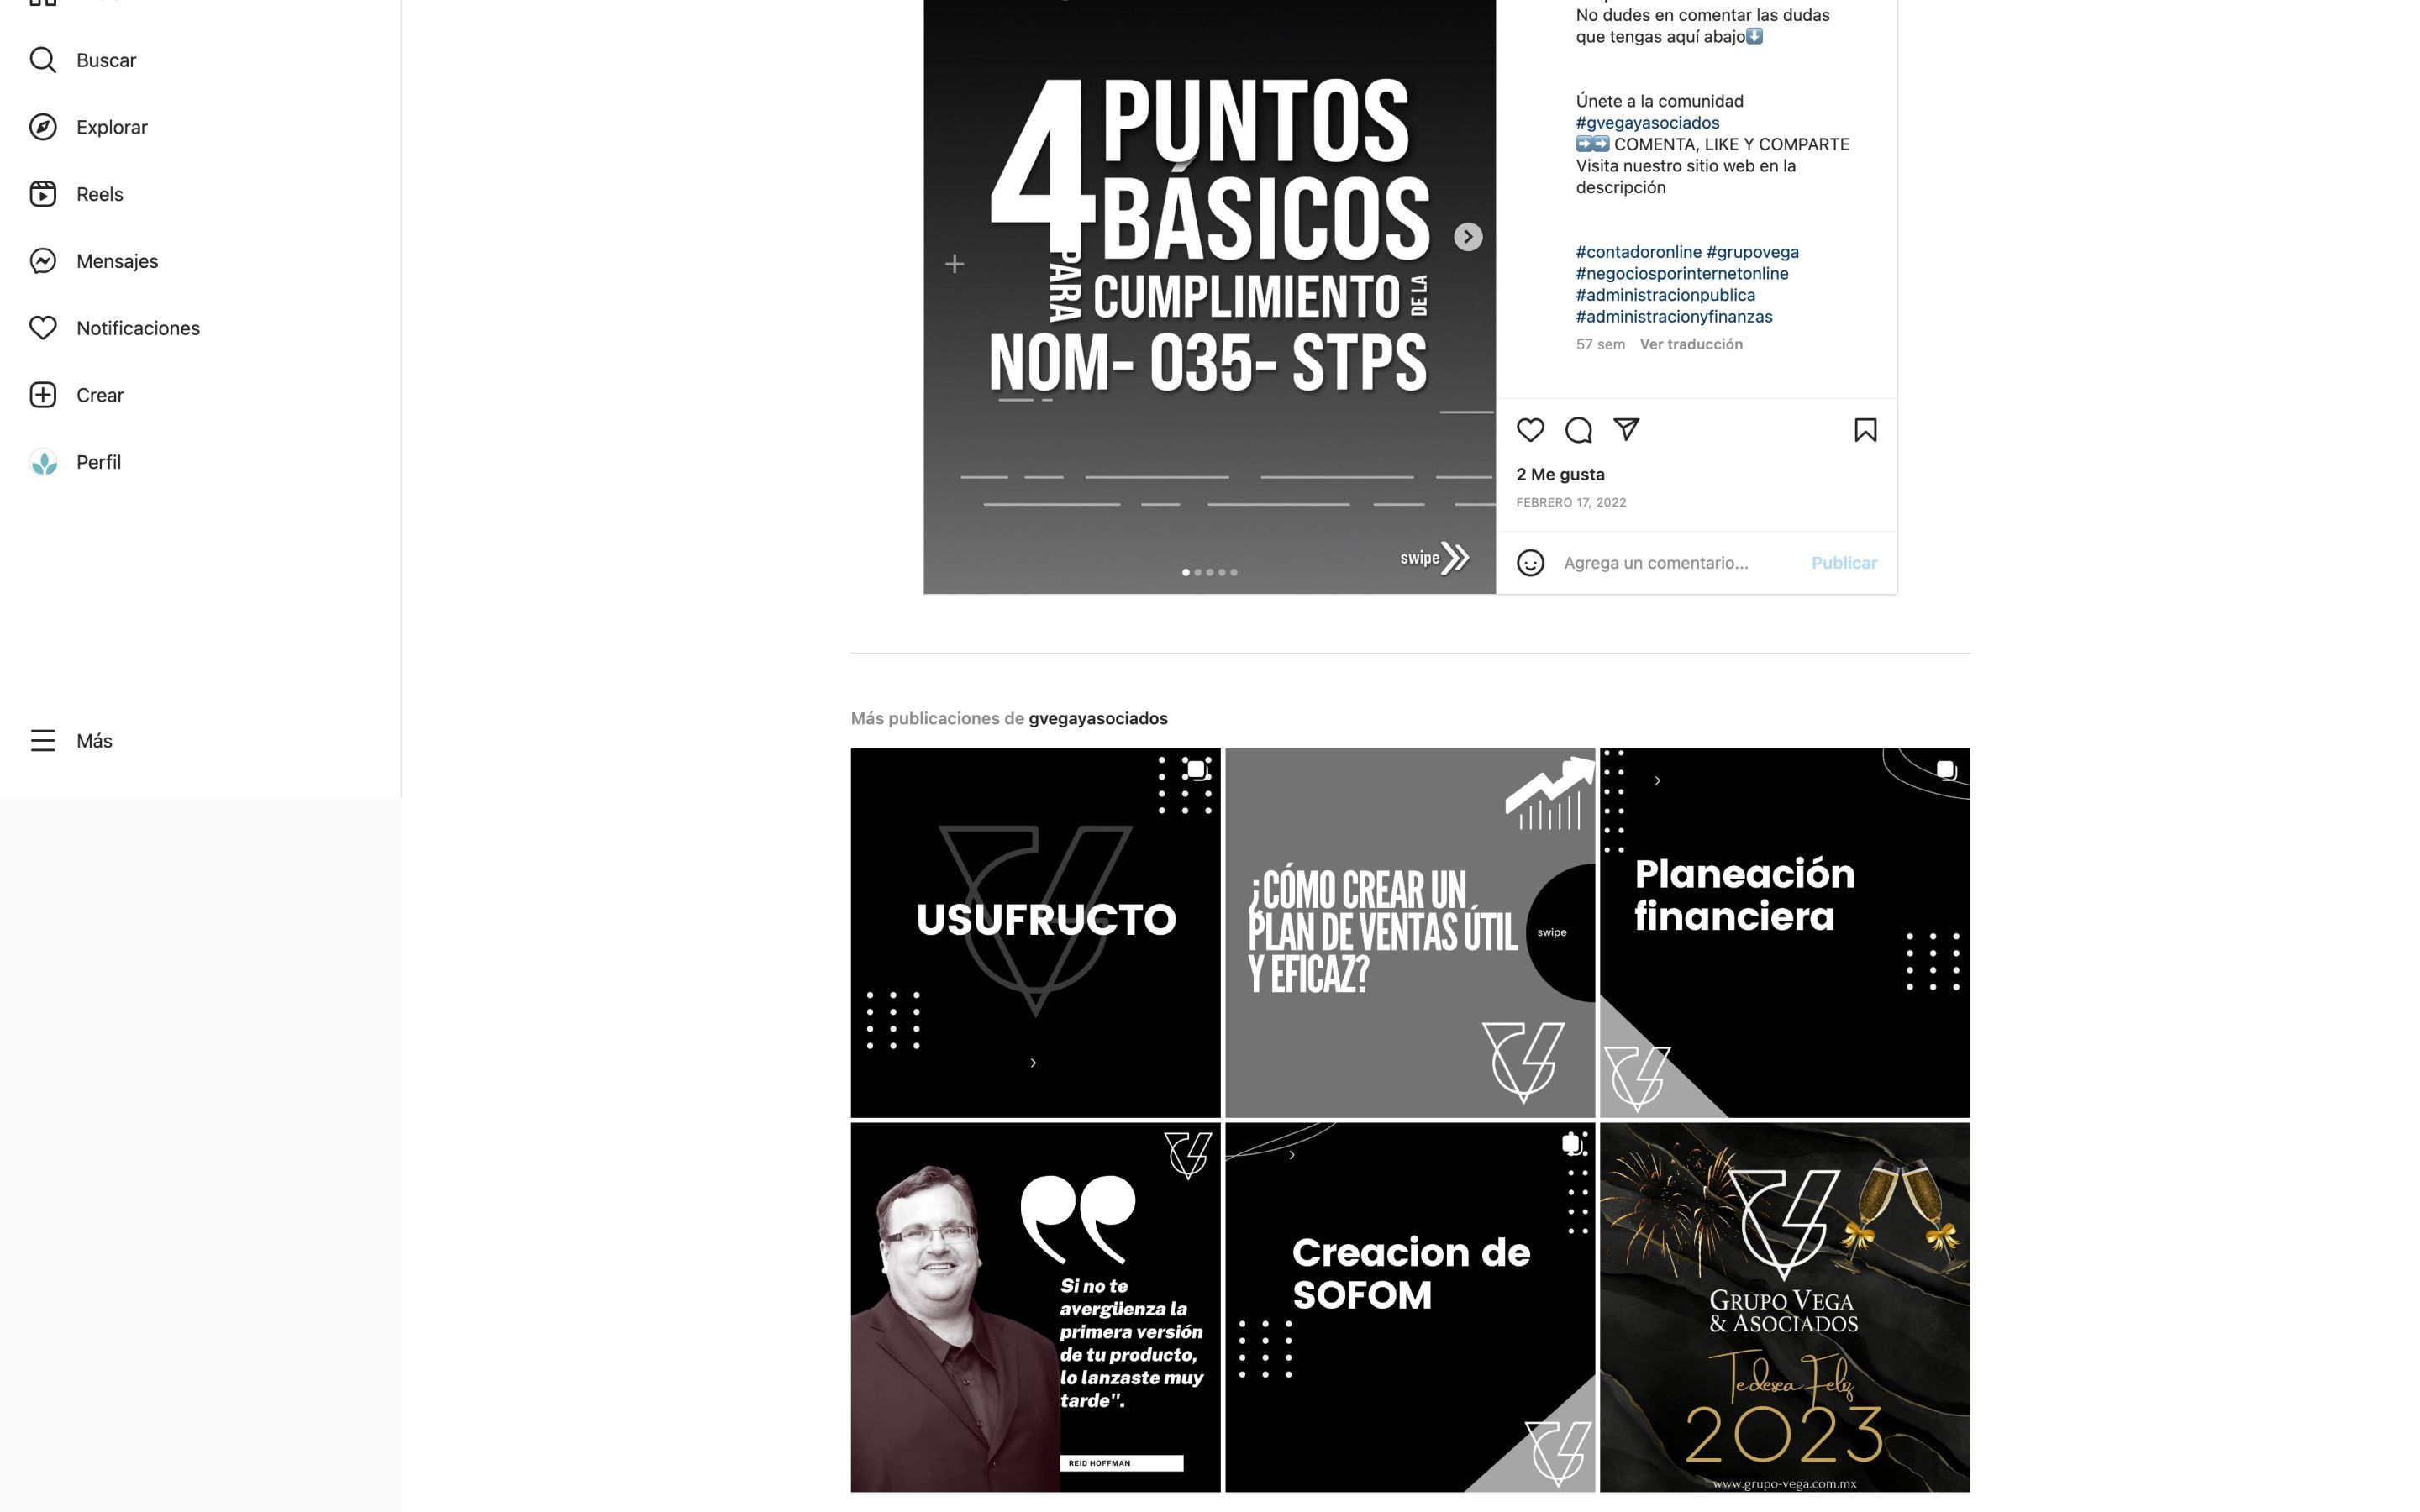 Buscar
Explorar
Reels
Mensajes
Notificaciones
Crear
Perfil
Más
4 PUNTOS
BÁSICOS
PARA CUMPLIMIENTO DE LA
NOM- 035- STPS
swipe
No dudes en comentar las dudas
que tengas aquí abajo⬇️
Únete a la comunidad
#gvegayasociados
➡️➡️ COMENTA, LIKE Y COMPARTE
Visita nuestro sitio web en la
descripción
#contadoronline #grupovega
#negociosporinternetonline
#administracionpublica
#administracionyfinanzas
57 sem Ver traducción
2 Me gusta
FEBRERO 17, 2022
Agrega un comentario... Publicar
Más publicaciones de gvegayasociados
USUFRUCTO
¿CÓMO CREAR UN
PLAN DE VENTAS ÚTIL
Y EFICAZ?
swipe
Planeación
financiera
Si no te
avergüenza la
primera versión
de tu producto,
lo lanzaste muy
tarde".
REID HOFFMAN
Creacion de
SOFOM
GRUPO VEGA
& ASOCIADOS
Te desea Feliz
2023
www.grupo-vega.com.mx